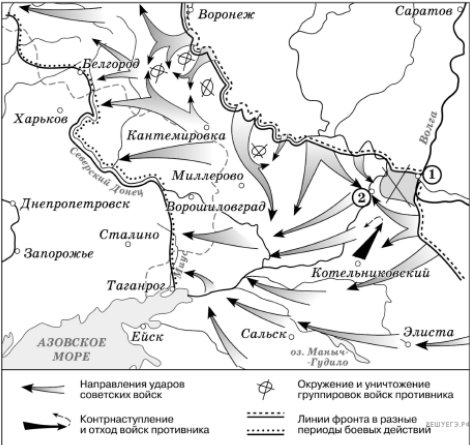 Воронеж
Саратов
Белгород
Волга
Харьков
Кантемировка
Северский Донец
1
Миллерово
2
Днепропетровск
Ворошиловград
Сталино
Запорожье
Миус
Котельниковский
Таганрог
АЗОВСКОЕ
МОРЕ
Ейск
Сальск
Элиста
оз. Маныч-
Гудило
Направления ударов
советских войск
Окружение и уничтожение
группировок войск противника
Контрнаступление
и отход войск противника
Линии фронта в разные
периоды боевых действий
РЕШУЕГЭ.РФ